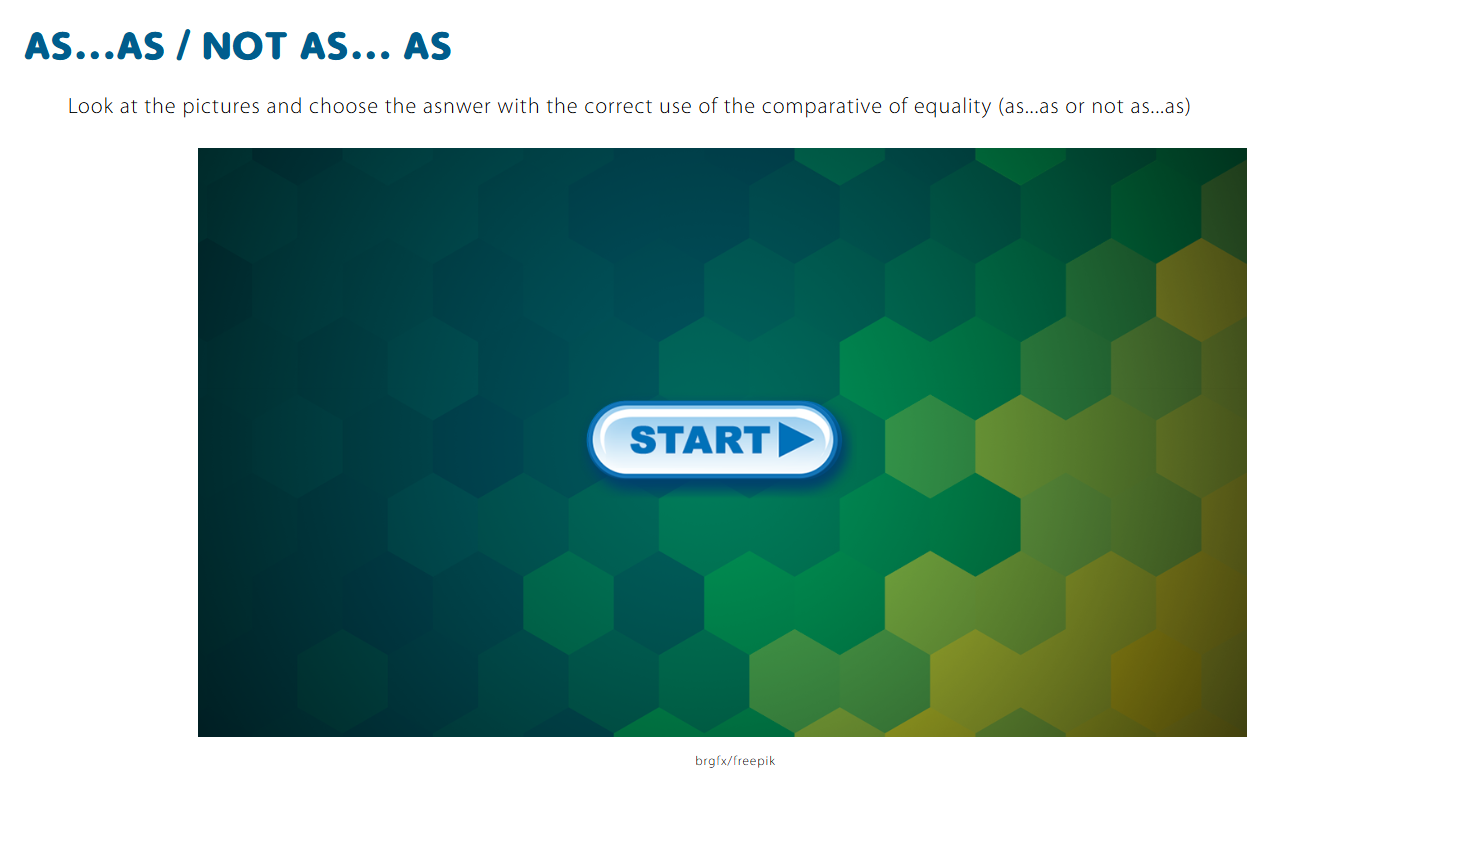 AS...AS / NOT AS... AS
Look at the pictures and choose the asnwer with the correct use of the comparative of equality (as...as or not as...as)
START
brgfx/freepik